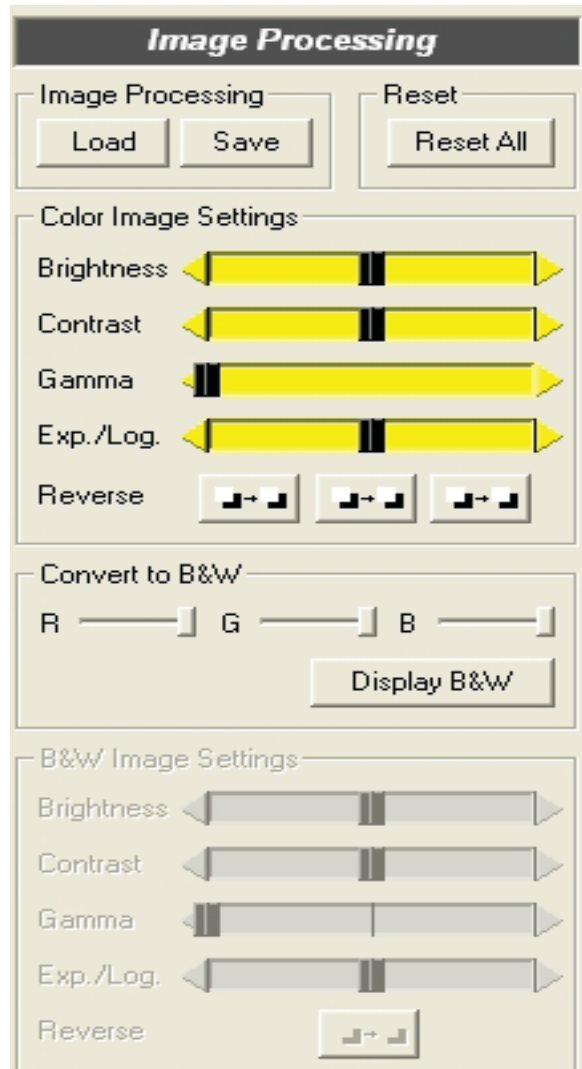 Image Processing
Image Processing
Reset
Load
Save
Reset All
Color Image Settings
Brightness
Contrast
Gamma
Exp./Log.
Reverse
Convert to B&W
R
G
B
Display B&W
B&W Image Settings
Brightness
Contrast
Gamma
Exp./Log.
Reverse